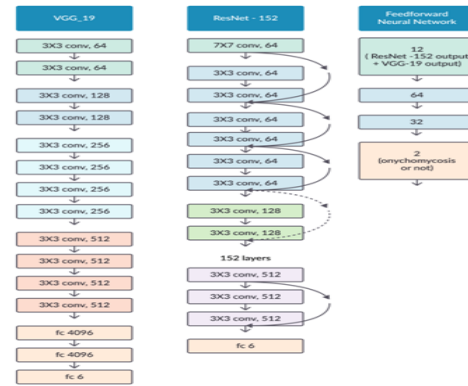 VGG_19
3X3 conv, 64
3X3 conv, 64
3X3 conv, 128
3X3 conv, 128
3X3 conv, 256
3X3 conv, 256
3X3 conv, 256
3X3 conv, 256
3X3 conv, 512
3X3 conv, 512
3X3 conv, 512
3X3 conv, 512
fc 4096
fc 4096
fc 6
ResNet - 152
7X7 conv, 64
3X3 conv, 64
3X3 conv, 64
3X3 conv, 64
3X3 conv, 64
3X3 conv, 64
3X3 conv, 64
3X3 conv, 128
3X3 conv, 128
152 layers
3X3 conv, 512
3X3 conv, 512
3X3 conv, 512
fc 6
Feedforward
Neural Network
12
( ResNet -152 output
+ VGG-19 output)
64
32
2
(onychomycosis
or not)